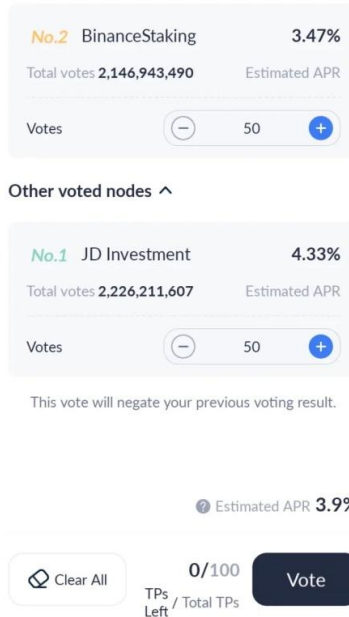 No.2 BinanceStaking 3.47%
Total votes 2,146,943,490 Estimated APR
Votes 50
Other voted nodes
No.1 JD Investment 4.33%
Total votes 2,226,211,607 Estimated APR
Votes 50
This vote will negate your previous voting result.
Estimated APR 3.9%
Clear All
0/100
TPs Left / Total TPs
Vote